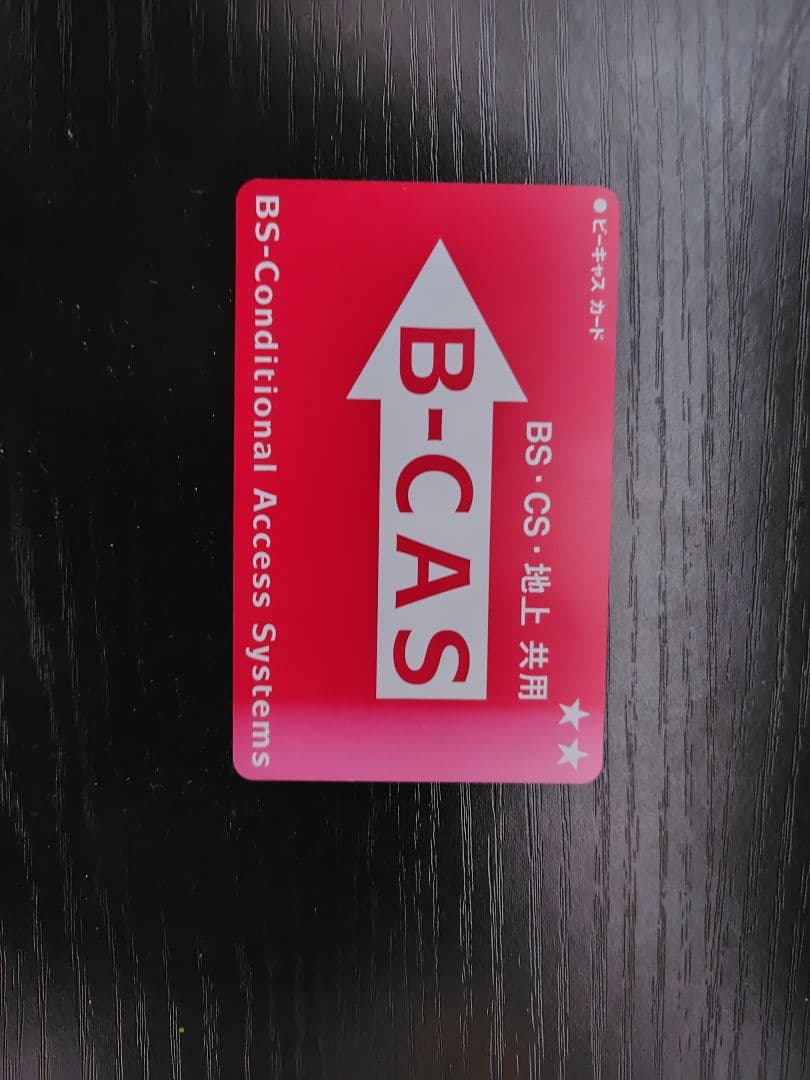 ●ビーキャス カード
★★
BS・CS・地上 共用
B-CAS
BS-Conditional Access Systems